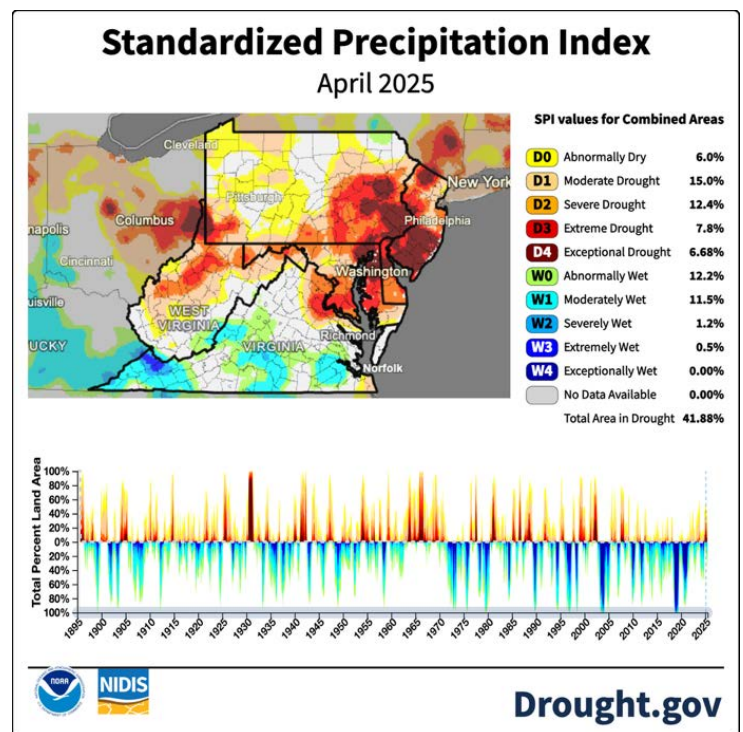 Standardized Precipitation Index
April 2025
Cleveland
Pittsburgh
New York
Columbus
Philadelphia
napolis
Cincinnati
Washington
uisville
WEST
VIRGINIA
UCKY
VIRGINIA
Richmond
Norfolk
SPI values for Combined Areas
D0 Abnormally Dry 6.0%
D1 Moderate Drought 15.0%
D2 Severe Drought 12.4%
D3 Extreme Drought 7.8%
D4 Exceptional Drought 6.68%
W0 Abnormally Wet 12.2%
W1 Moderately Wet 11.5%
W2 Severely Wet 1.2%
W3 Extremely Wet 0.5%
W4 Exceptionally Wet 0.00%
No Data Available 0.00%
Total Area in Drought 41.88%
Total Percent Land Area
100%
80%
60%
40%
20%
0%
20%
40%
60%
80%
100%
1895 1900 1905 1910 1915 1920 1925 1930 1935 1940 1945 1950 1955 1960 1965 1970 1975 1980 1985 1990 1995 2000 2005 2010 2015 2020 2025
NOAA
NIDIS
Drought.gov